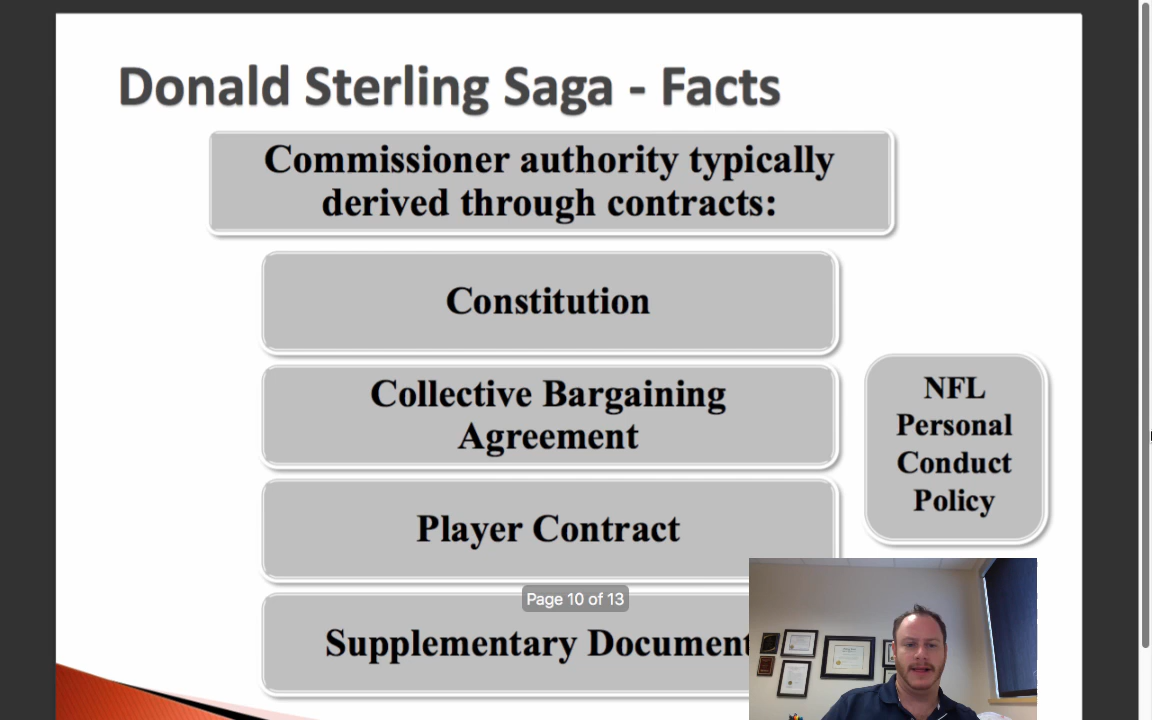 Donald Sterling Saga - Facts
Commissioner authority typically
derived through contracts:
Constitution
Collective Bargaining
Agreement
NFL
Personal
Conduct
Policy
Player Contract
Page 10 of 13
Supplementary Document